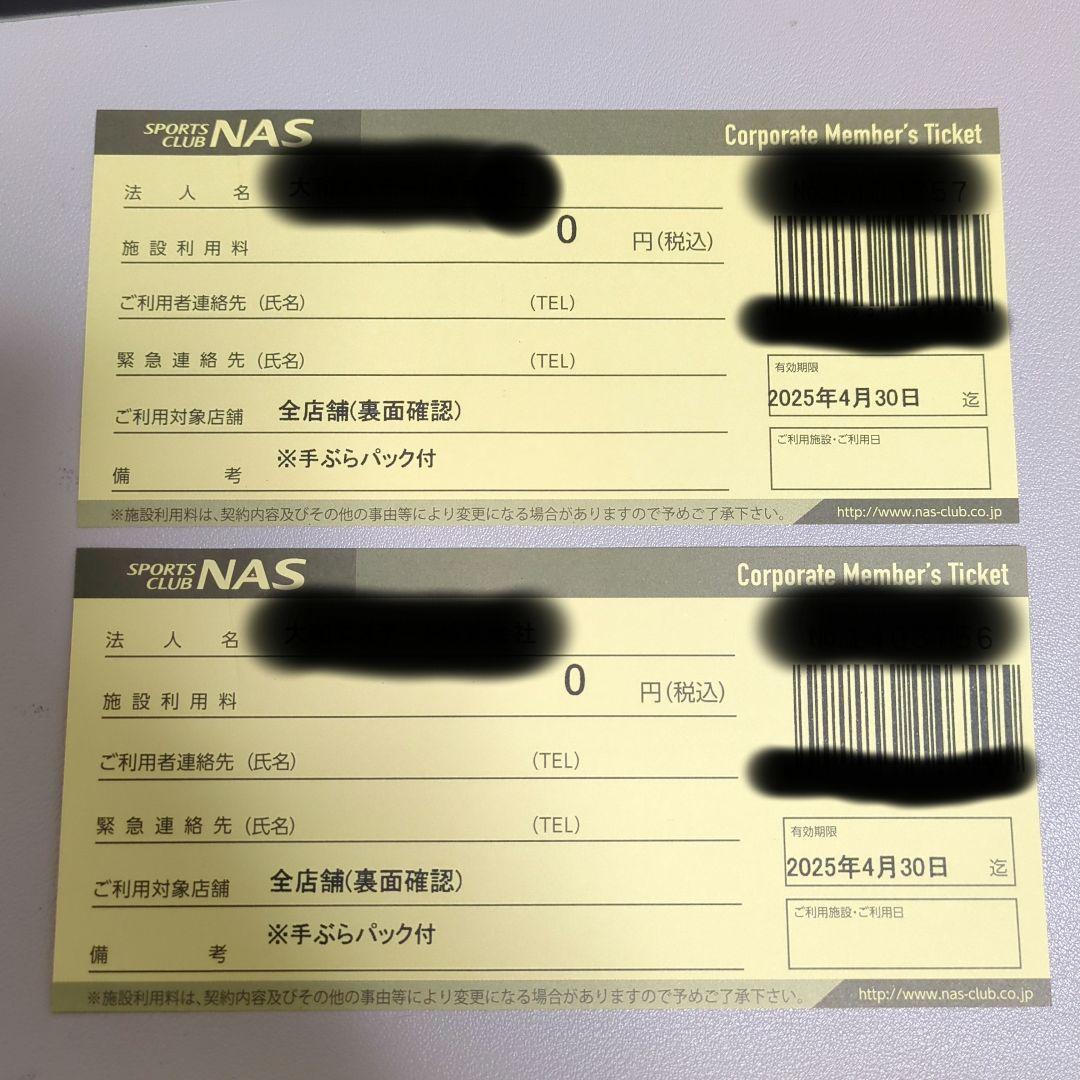 SPORTS CLUB NAS
Corporate Member's Ticket
法人名
施設利用料 0 円(税込)
ご利用者連絡先 (氏名) (TEL)
緊急連絡先 (氏名) (TEL)
ご利用対象店舗 全店舗(裏面確認)
備考 ※手ぶらパック付
有効期限
2025年4月30日 迄
ご利用施設・ご利用日
※施設利用料は、契約内容及びその他の事由等により変更になる場合がありますので予めご了承下さい。
http://www.nas-club.co.jp
SPORTS CLUB NAS
Corporate Member's Ticket
法人名
施設利用料 0 円(税込)
ご利用者連絡先 (氏名) (TEL)
緊急連絡先 (氏名) (TEL)
ご利用対象店舗 全店舗(裏面確認)
備考 ※手ぶらパック付
有効期限
2025年4月30日 迄
ご利用施設・ご利用日
※施設利用料は、契約内容及びその他の事由等により変更になる場合がありますので予めご了承下さい。
http://www.nas-club.co.jp